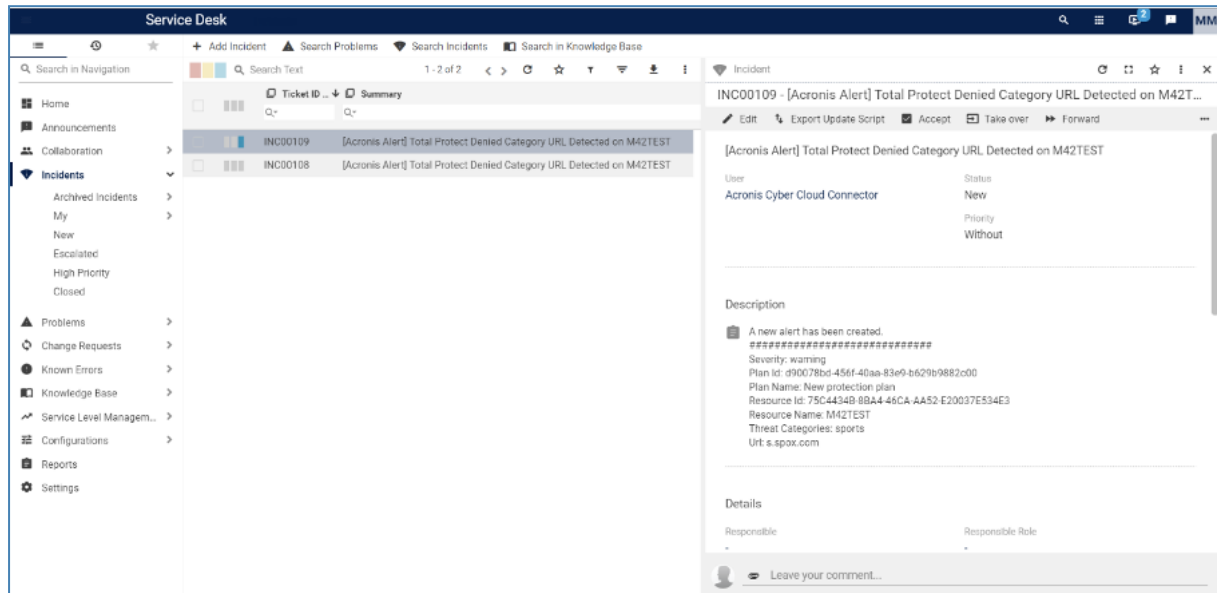 Service Desk
2
MM
Search in Navigation
Home
Announcements
Collaboration
Incidents
Archived Incidents
My
New
Escalated
High Priority
Closed
Problems
Change Requests
Known Errors
Knowledge Base
Service Level Managem...
Configurations
Reports
Settings
+ Add Incident Search Problems Search Incidents Search in Knowledge Base
Search Text 1 - 2 of 2
Ticket ID .. Summary
INC00109 [Acronis Alert] Total Protect Denied Category URL Detected on M42TEST
INC00108 [Acronis Alert] Total Protect Denied Category URL Detected on M42TEST
Incident
INC00109 - [Acronis Alert] Total Protect Denied Category URL Detected on M42T...
Edit Export Update Script Accept Take over Forward
[Acronis Alert] Total Protect Denied Category URL Detected on M42TEST
User Status
Acronis Cyber Cloud Connector New
Priority
Without
Description
A new alert has been created.
#############################
Severity: warning
Plan Id: d90078bd-456f-40aa-83e9-b629b9882c00
Plan Name: New protection plan
Resource Id: 75C4434B-8BA4-46CA-AA52-E20037E534E3
Resource Name: M42TEST
Threat Categories: sports
Url: s.spox.com
Details
Responsible Responsible Role
- -
Leave your comment...